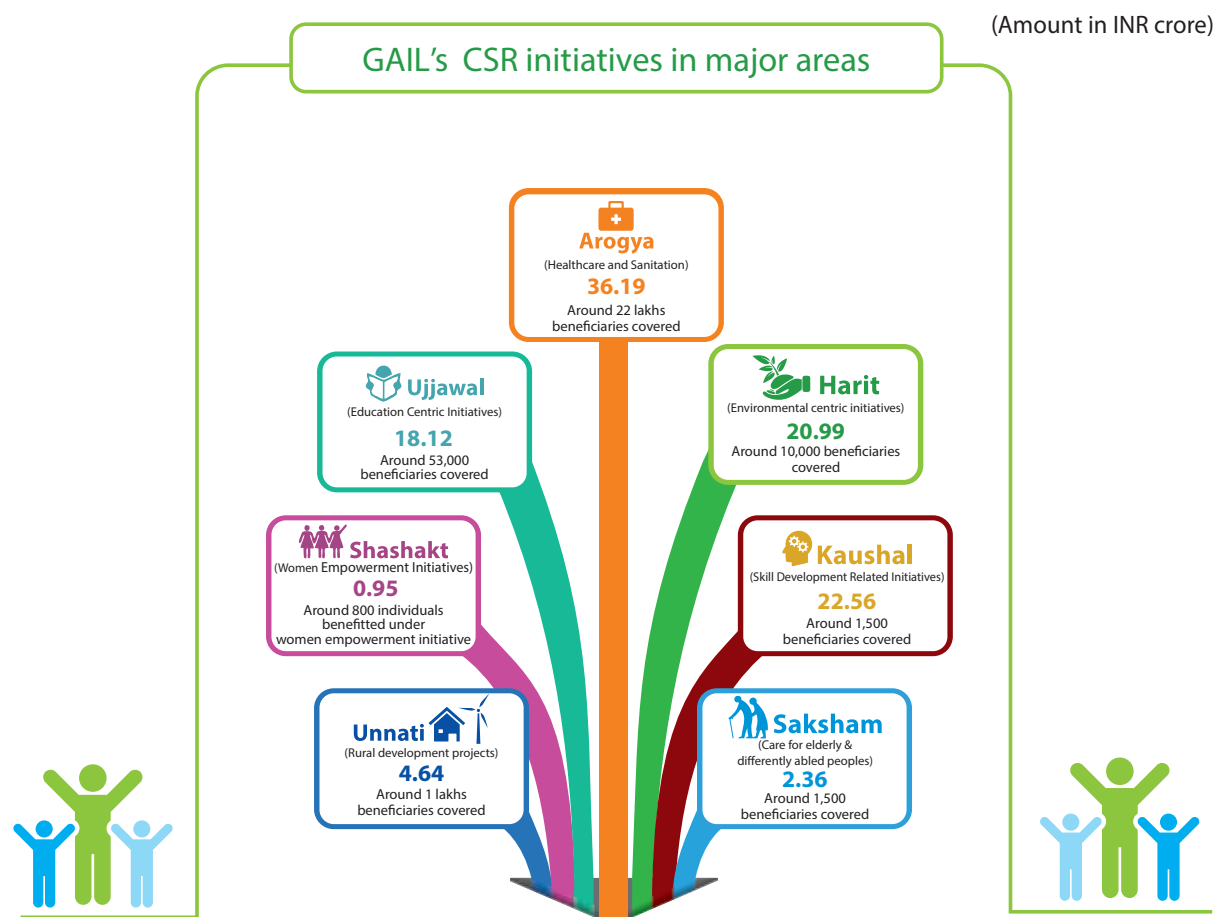 (Amount in INR crore)
GAIL's CSR initiatives in major areas
Arogya
(Healthcare and Sanitation)
36.19
Around 22 lakhs
beneficiaries covered
Ujjawal
(Education Centric Initiatives)
18.12
Around 53,000
beneficiaries covered
Harit
(Environmental centric initiatives)
20.99
Around 10,000 beneficiaries
covered
Shashakt
(Women Empowerment Initiatives)
0.95
Around 800 individuals
benefitted under
women empowerment initiative
Kaushal
(Skill Development Related Initiatives)
22.56
Around 1,500
beneficiaries covered
Unnati
(Rural development projects)
4.64
Around 1 lakhs
beneficiaries covered
Saksham
(Care for elderly &
differently abled peoples)
2.36
Around 1,500
beneficiaries covered